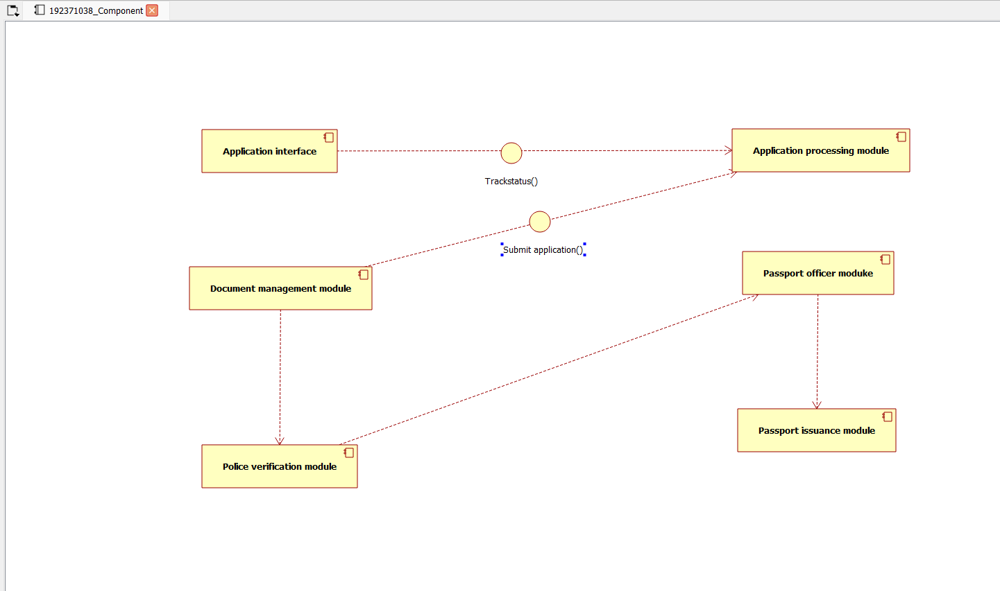 192371038_Component
Application interface
Application processing module
Trackstatus()
Submit application()
Document management module
Passport officer moduke
Passport issuance module
Police verification module